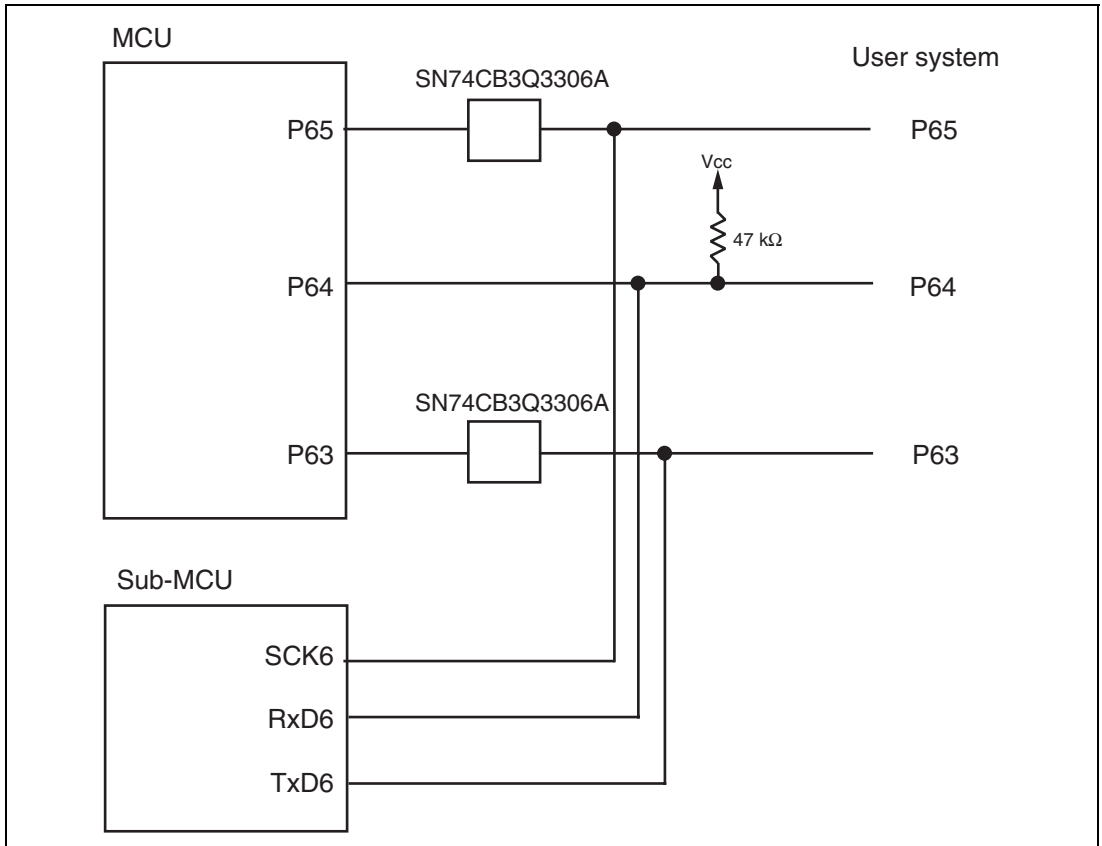 MCU
User system
SN74CB3Q3306A
P65
P65
Vcc
47 kΩ
P64
P64
SN74CB3Q3306A
P63
P63
Sub-MCU
SCK6
RxD6
TxD6